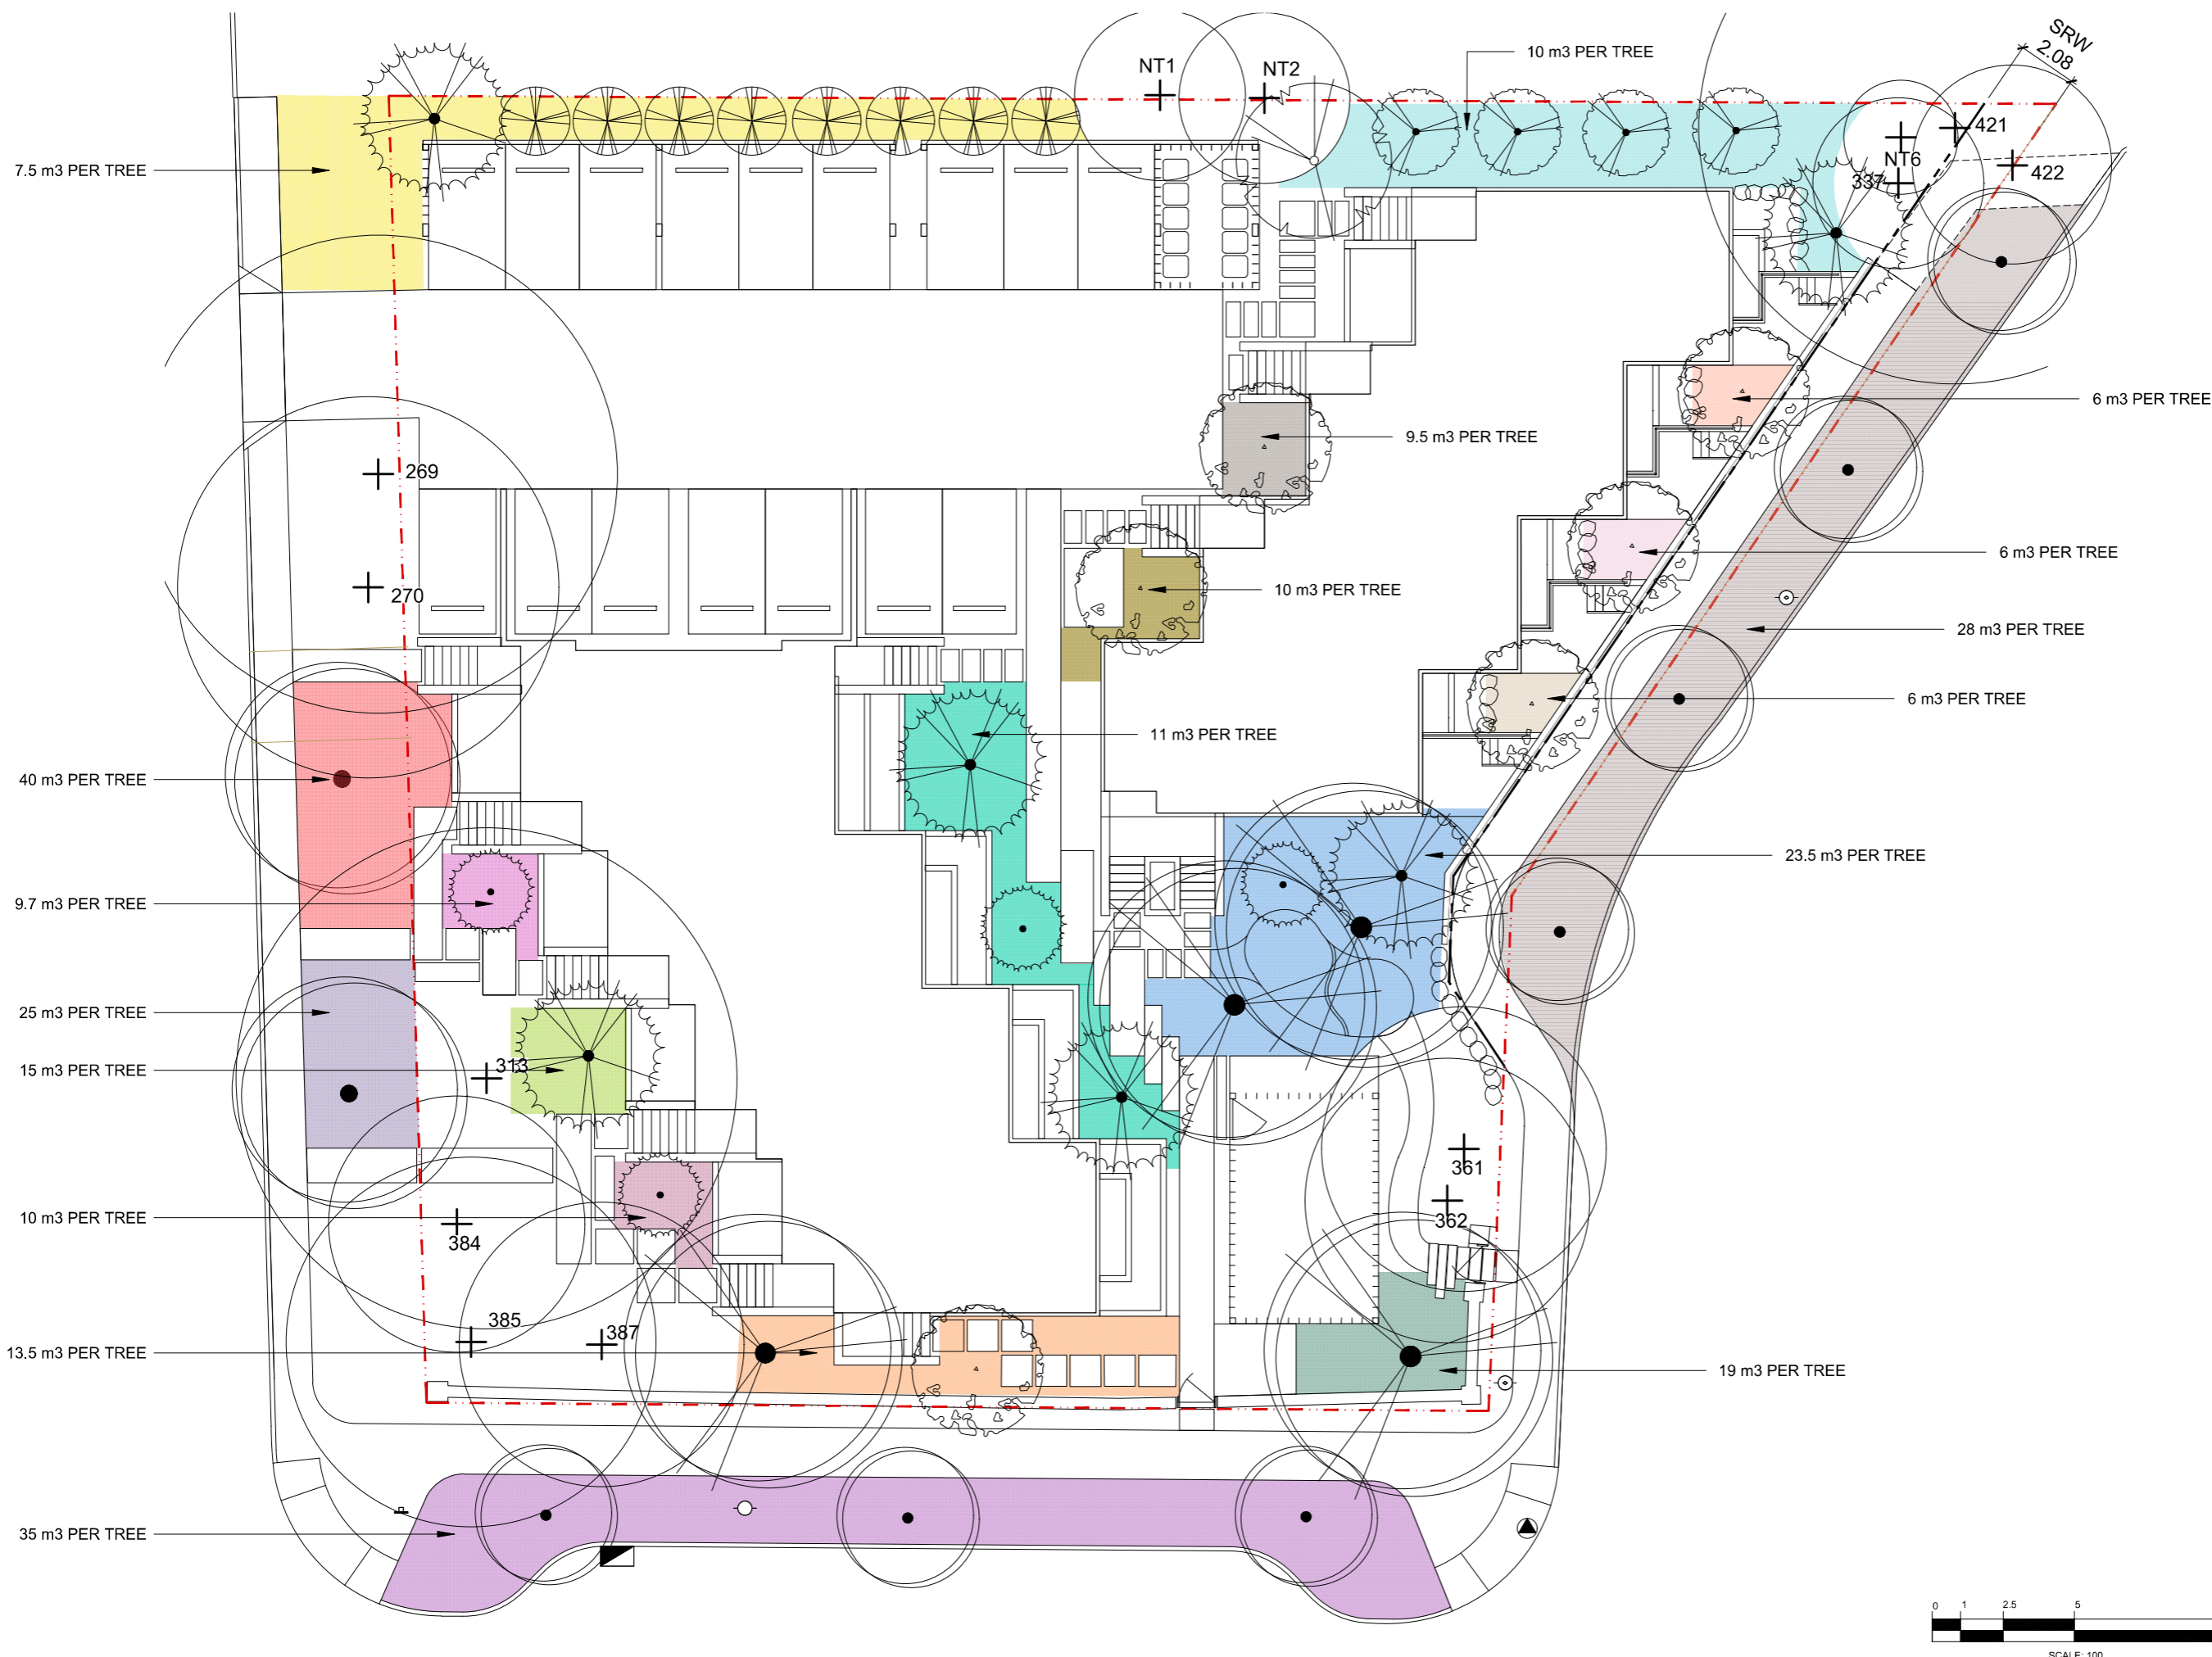 SRW
2.08
10 m3 PER TREE
NT1
NT2
421
NT6
422
337
7.5 m3 PER TREE
6 m3 PER TREE
9.5 m3 PER TREE
269
6 m3 PER TREE
270
10 m3 PER TREE
28 m3 PER TREE
6 m3 PER TREE
11 m3 PER TREE
40 m3 PER TREE
23.5 m3 PER TREE
9.7 m3 PER TREE
25 m3 PER TREE
313
15 m3 PER TREE
361
10 m3 PER TREE
362
384
385
387
13.5 m3 PER TREE
19 m3 PER TREE
35 m3 PER TREE
0 1 2.5 5
SCALE: 100